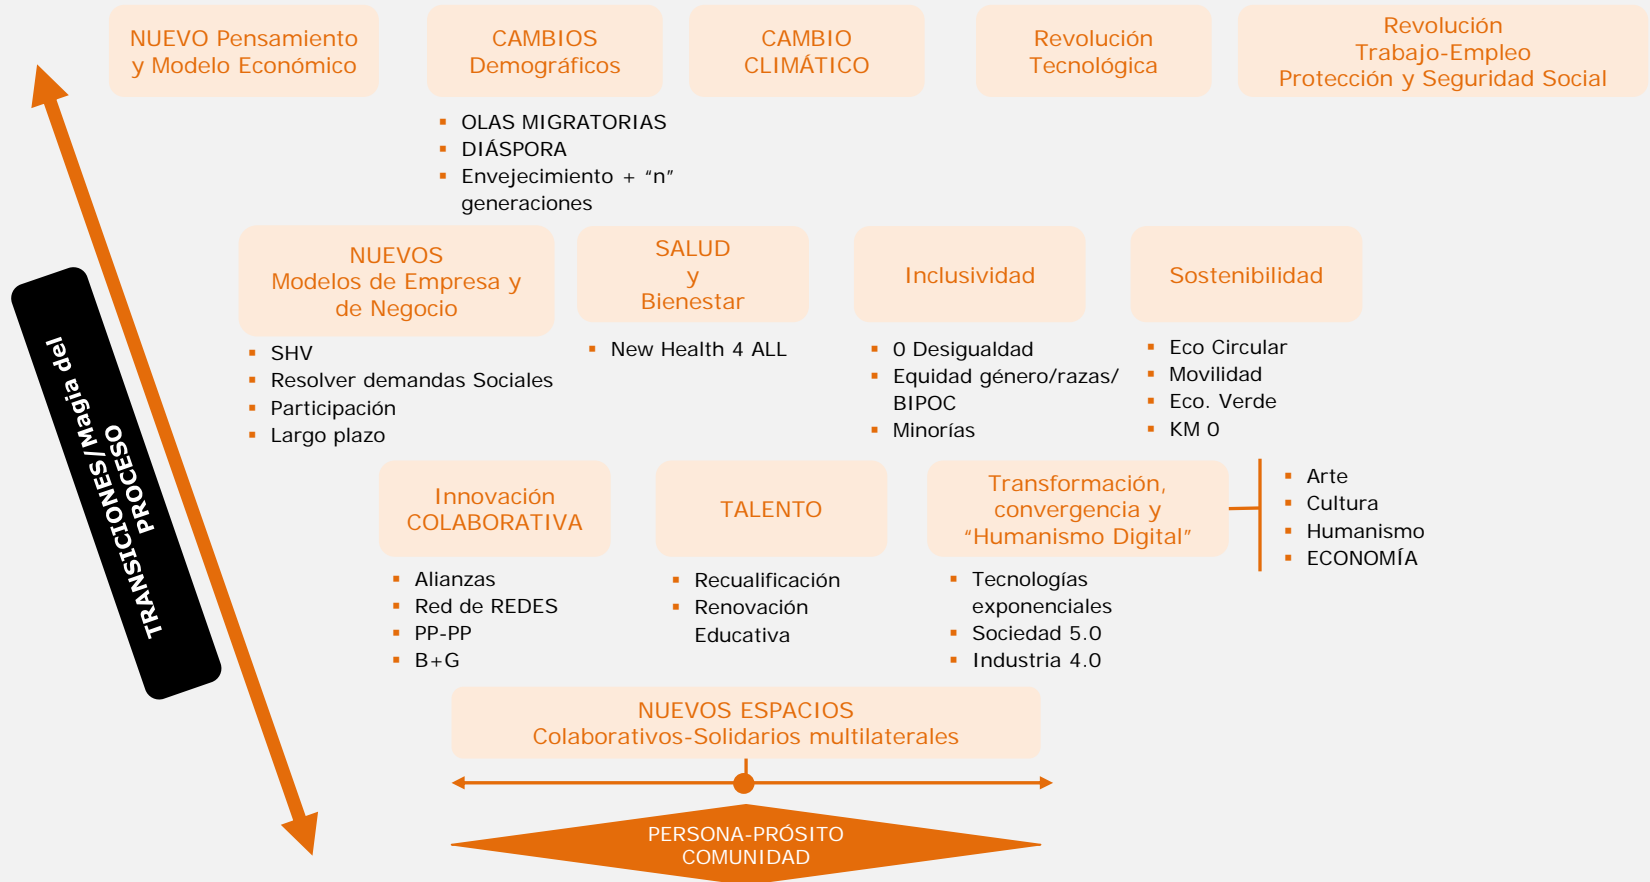 NUEVO Pensamiento
y Modelo Económico
CAMBIOS
Demográficos
CAMBIO
CLIMÁTICO
Revolución
Tecnológica
Revolución
Trabajo-Empleo
Protección y Seguridad Social
OLAS MIGRATORIAS
DIÁSPORA
Envejecimiento + “n”
generaciones
TRANSICIONES/Magia del
PROCESO
NUEVOS
Modelos de Empresa y
de Negocio
SALUD
y
Bienestar
Inclusividad
Sostenibilidad
SHV
Resolver demandas Sociales
Participación
Largo plazo
New Health 4 ALL
0 Desigualdad
Equidad género/razas/
BIPOC
Minorías
Eco Circular
Movilidad
Eco. Verde
KM 0
Innovación
COLABORATIVA
TALENTO
Transformación,
convergencia y
“Humanismo Digital”
Arte
Cultura
Humanismo
ECONOMÍA
Alianzas
Red de REDES
PP-PP
B+G
Recualificación
Renovación
Educativa
Tecnologías
exponenciales
Sociedad 5.0
Industria 4.0
NUEVOS ESPACIOS
Colaborativos-Solidarios multilaterales
PERSONA-PRÓSITO
COMUNIDAD